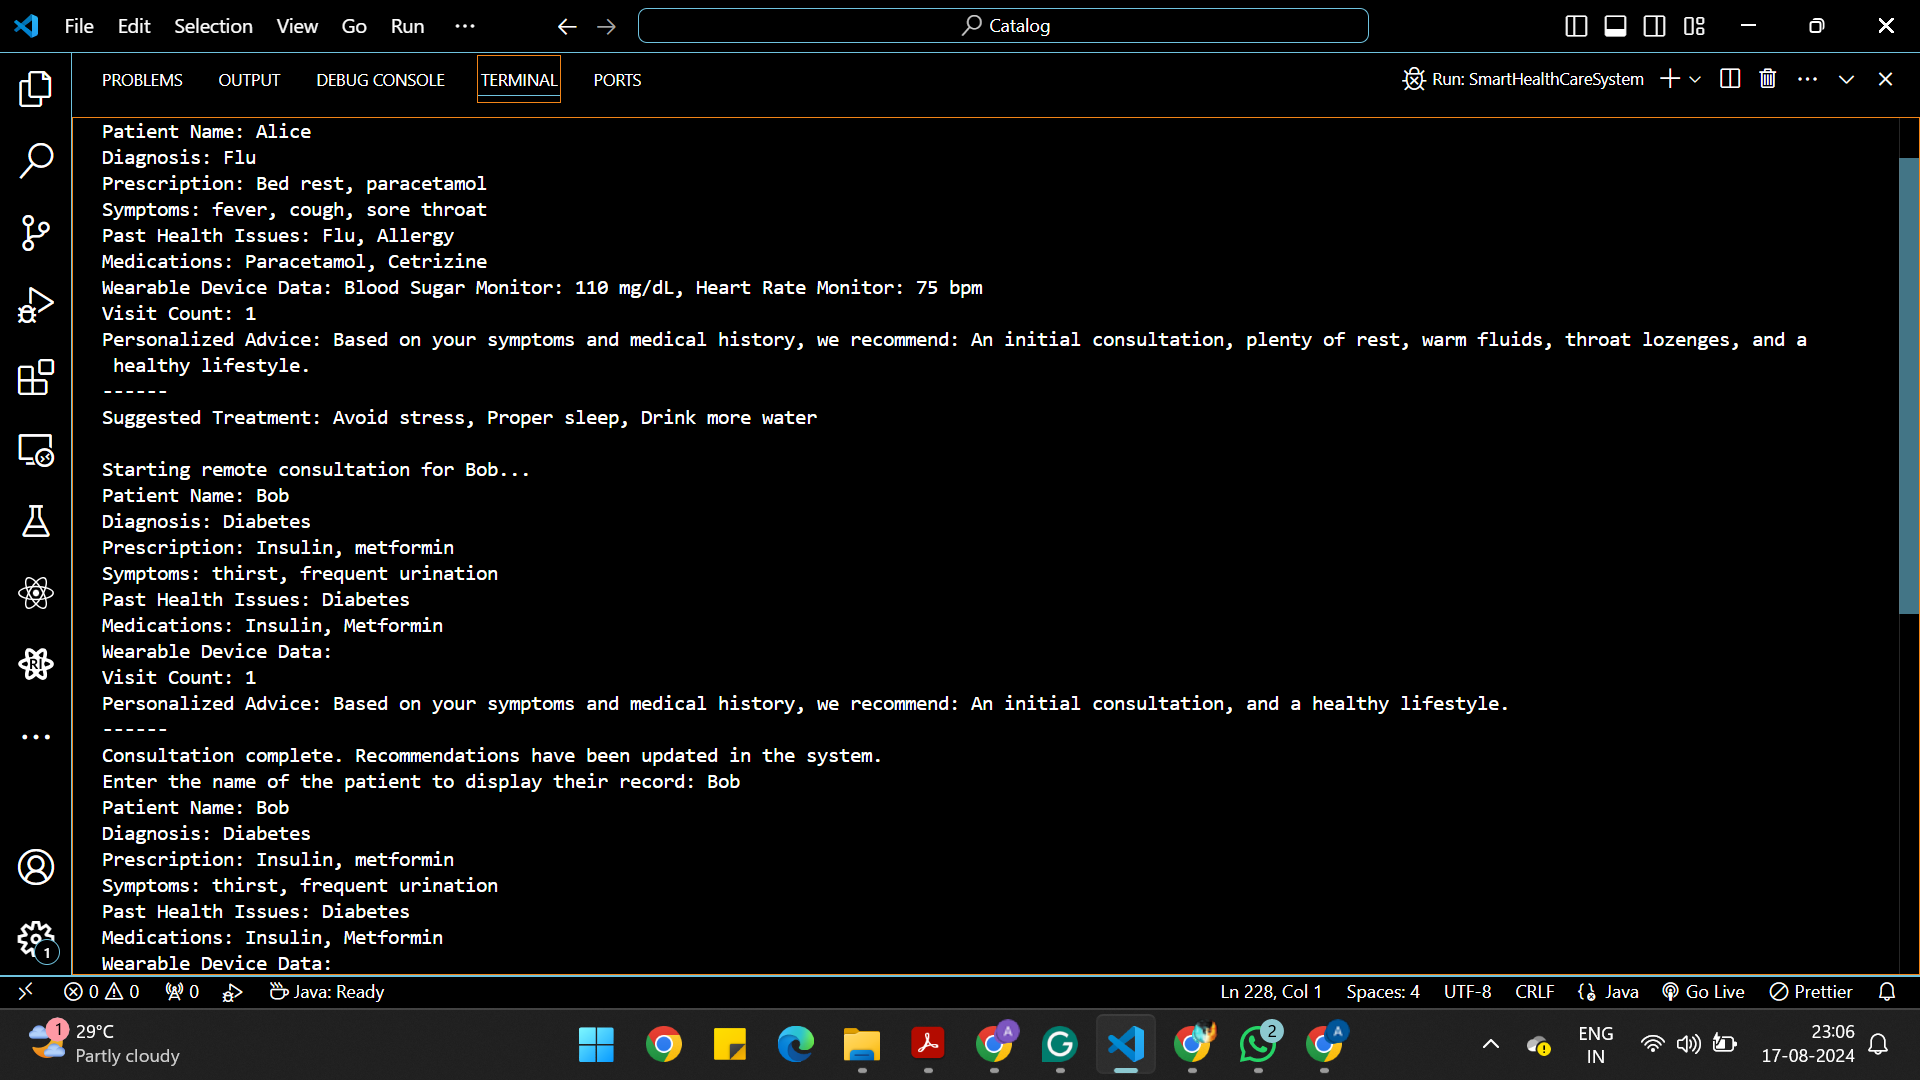 File Edit Selection View Go Run ··· Catalog
PROBLEMS OUTPUT DEBUG CONSOLE TERMINAL PORTS Run: SmartHealthCareSystem
Patient Name: Alice
Diagnosis: Flu
Prescription: Bed rest, paracetamol
Symptoms: fever, cough, sore throat
Past Health Issues: Flu, Allergy
Medications: Paracetamol, Cetrizine
Wearable Device Data: Blood Sugar Monitor: 110 mg/dL, Heart Rate Monitor: 75 bpm
Visit Count: 1
Personalized Advice: Based on your symptoms and medical history, we recommend: An initial consultation, plenty of rest, warm fluids, throat lozenges, and a
healthy lifestyle.
------
Suggested Treatment: Avoid stress, Proper sleep, Drink more water
Starting remote consultation for Bob...
Patient Name: Bob
Diagnosis: Diabetes
Prescription: Insulin, metformin
Symptoms: thirst, frequent urination
Past Health Issues: Diabetes
Medications: Insulin, Metformin
Wearable Device Data:
Visit Count: 1
Personalized Advice: Based on your symptoms and medical history, we recommend: An initial consultation, and a healthy lifestyle.
------
Consultation complete. Recommendations have been updated in the system.
Enter the name of the patient to display their record: Bob
Patient Name: Bob
Diagnosis: Diabetes
Prescription: Insulin, metformin
Symptoms: thirst, frequent urination
Past Health Issues: Diabetes
Medications: Insulin, Metformin
Wearable Device Data:
RI
1
0 0 0 Java: Ready Ln 228, Col 1 Spaces: 4 UTF-8 CRLF Java Go Live Prettier
1 29°C
Partly cloudy
A G 2 A
ENG
IN
23:06
17-08-2024